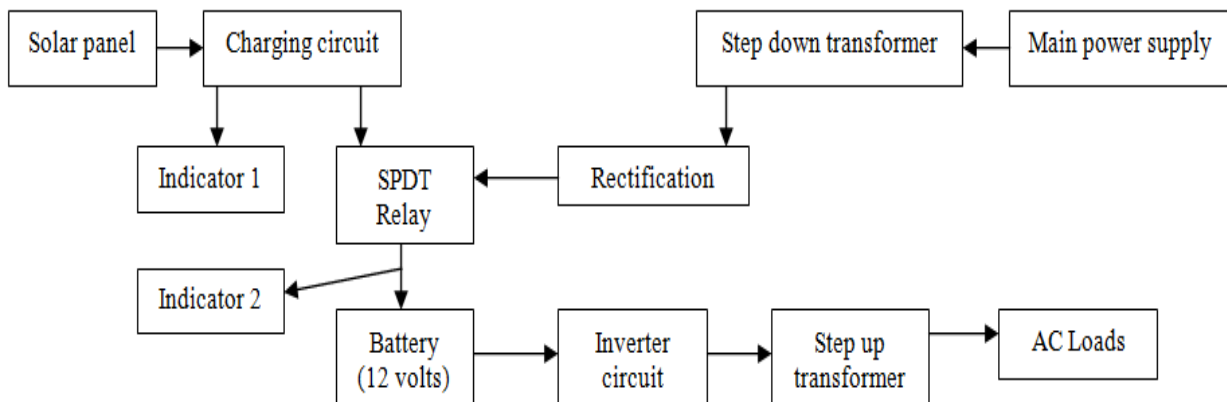 Solar panel
Charging circuit
Step down transformer
Main power supply
Indicator 1
SPDT
Relay
Rectification
Indicator 2
Battery
(12 volts)
Inverter
circuit
Step up
transformer
AC Loads